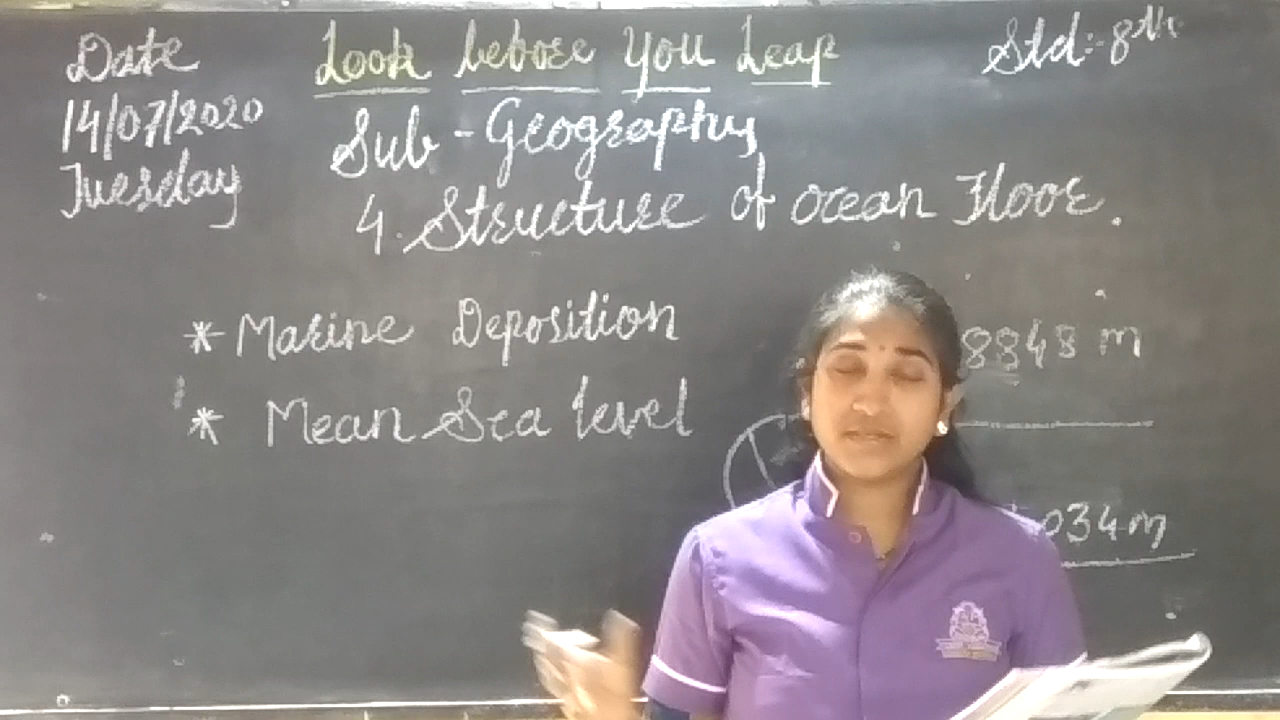 Date
14/07/2020
Tuesday
Look before You Leap
Std:- 8th
Sub - Geography
4. Structure of ocean Floor.
* Marine Deposition
* Mean Sea level
8848 m
034 m